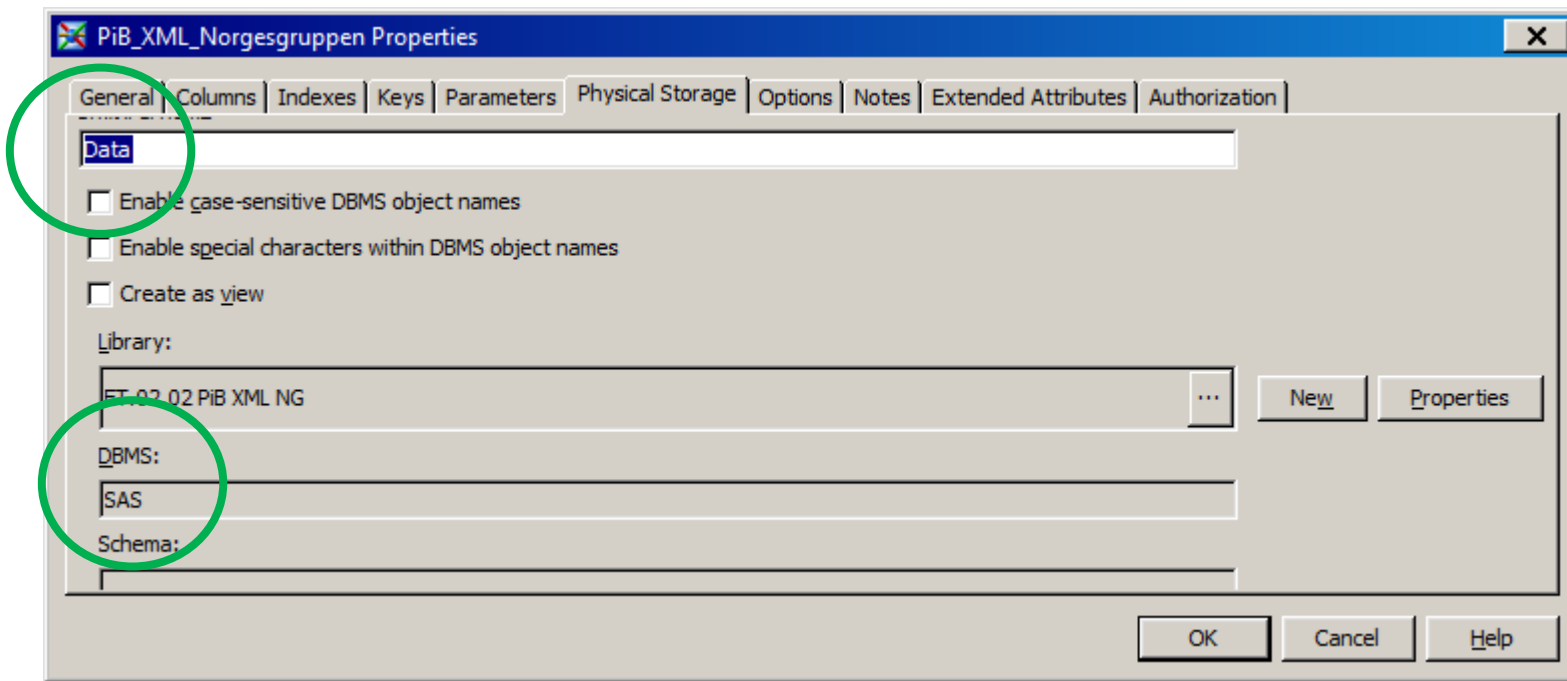 PiB_XML_Norgesgruppen Properties
General Columns Indexes Keys Parameters Physical Storage Options Notes Extended Attributes Authorization
Data
Enable case-sensitive DBMS object names
Enable special characters within DBMS object names
Create as view
Library:
02 PiB XML NG ... New Properties
DBMS:
SAS
Schema:
OK Cancel Help